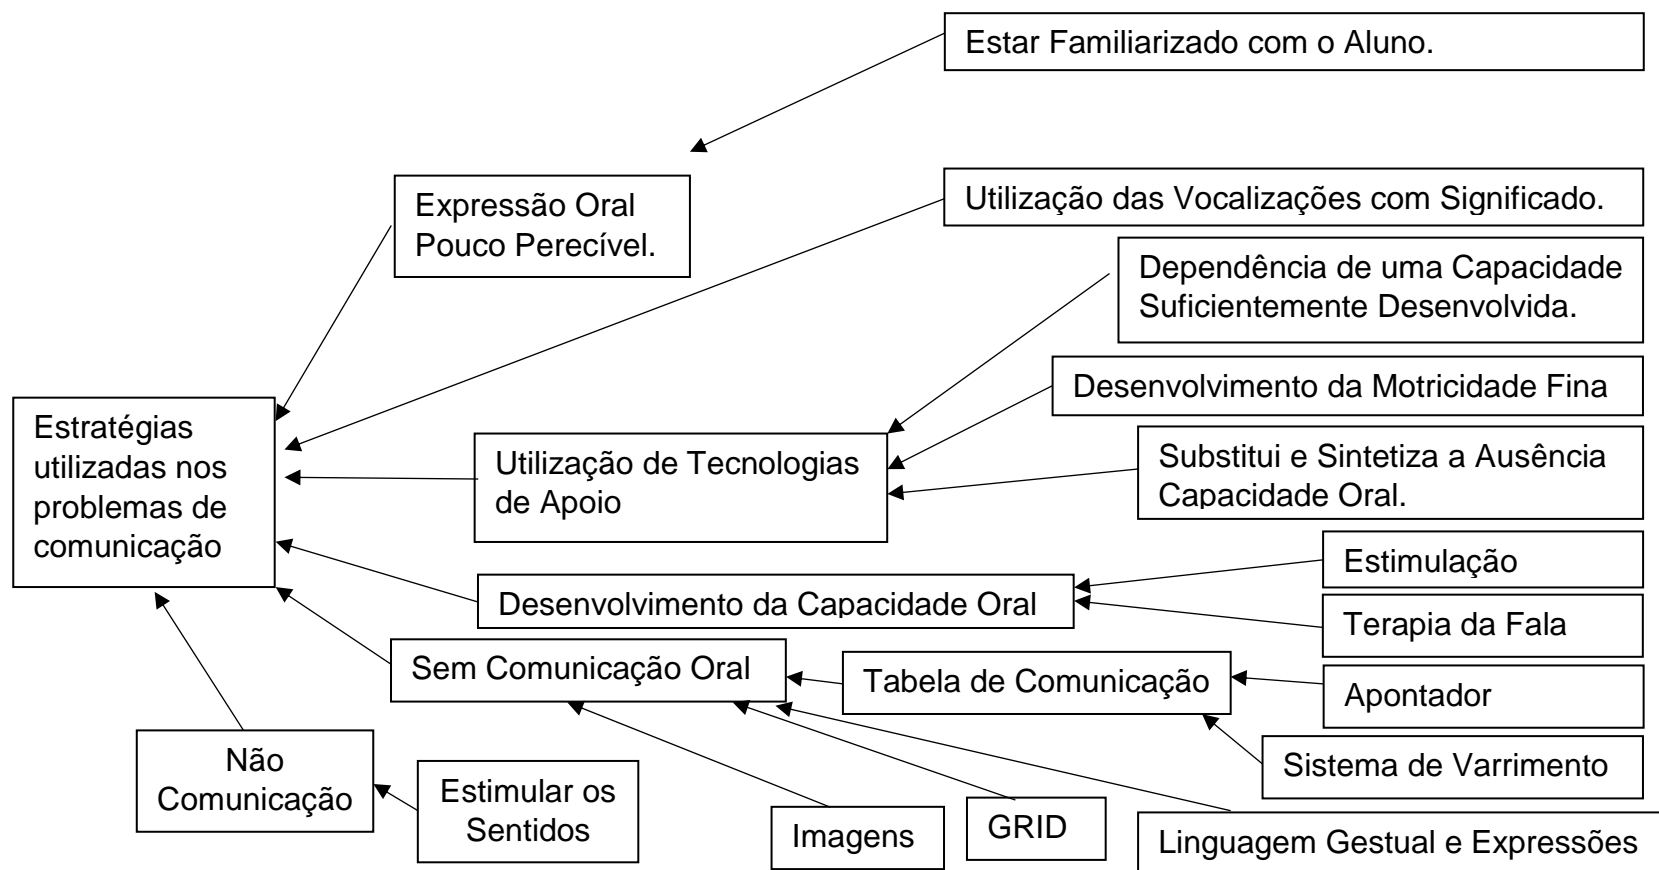 Estar Familiarizado com o Aluno.
Expressão Oral
Pouco Perecível.
Utilização das Vocalizações com Significado.
Dependência de uma Capacidade
Suficientemente Desenvolvida.
Desenvolvimento da Motricidade Fina
Estratégias
utilizadas nos
problemas de
comunicação
Utilização de Tecnologias
de Apoio
Substitui e Sintetiza a Ausência
Capacidade Oral.
Estimulação
Desenvolvimento da Capacidade Oral
Terapia da Fala
Sem Comunicação Oral
Tabela de Comunicação
Apontador
Sistema de Varrimento
Não
Comunicação
Estimular os
Sentidos
Imagens
GRID
Linguagem Gestual e Expressões